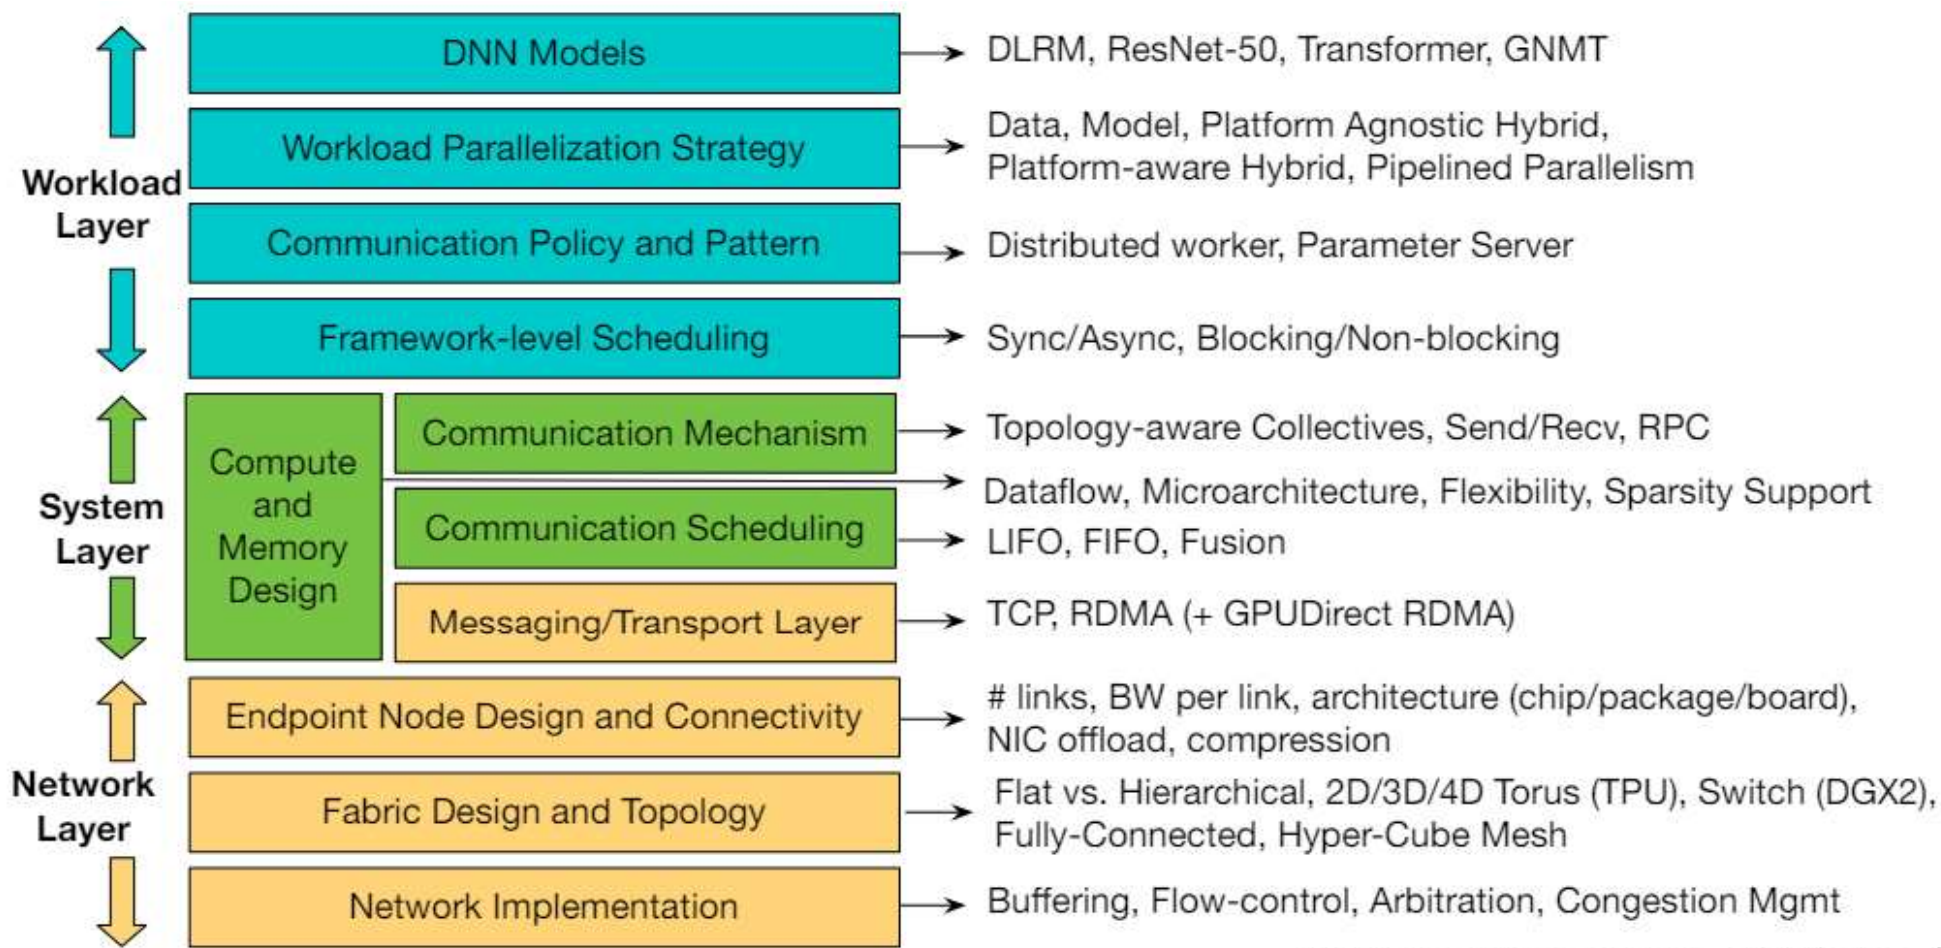 DNN Models
DLRM, ResNet-50, Transformer, GNMT
Workload Parallelization Strategy
Data, Model, Platform Agnostic Hybrid,
Platform-aware Hybrid, Pipelined Parallelism
Workload
Layer
Communication Policy and Pattern
Distributed worker, Parameter Server
Framework-level Scheduling
Sync/Async, Blocking/Non-blocking
System
Layer
Compute
and
Memory
Design
Communication Mechanism
Topology-aware Collectives, Send/Recv, RPC
Dataflow, Microarchitecture, Flexibility, Sparsity Support
Communication Scheduling
LIFO, FIFO, Fusion
Messaging/Transport Layer
TCP, RDMA (+ GPUDirect RDMA)
Network
Layer
Endpoint Node Design and Connectivity
# links, BW per link, architecture (chip/package/board),
NIC offload, compression
Fabric Design and Topology
Flat vs. Hierarchical, 2D/3D/4D Torus (TPU), Switch (DGX2),
Fully-Connected, Hyper-Cube Mesh
Network Implementation
Buffering, Flow-control, Arbitration, Congestion Mgmt